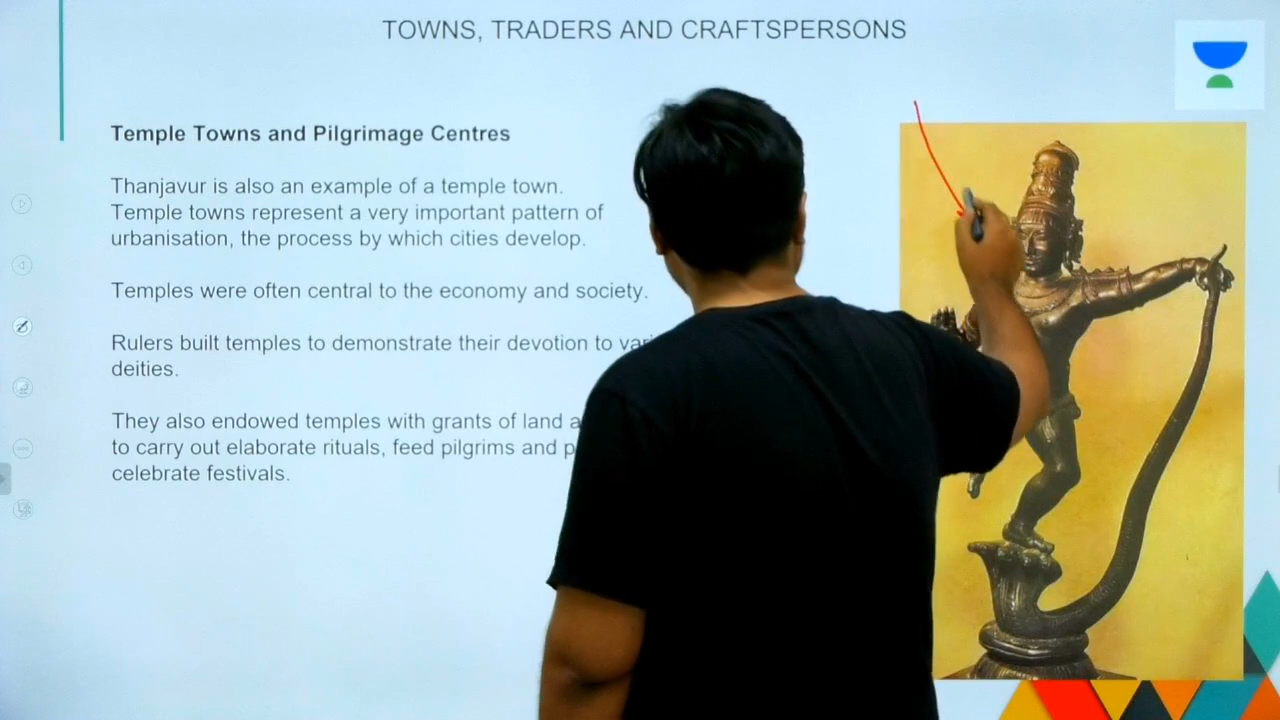 TOWNS, TRADERS AND CRAFTSPERSONS
Temple Towns and Pilgrimage Centres
Thanjavur is also an example of a temple town.
Temple towns represent a very important pattern of
urbanisation, the process by which cities develop.
Temples were often central to the economy and society.
Rulers built temples to demonstrate their devotion to
deities.
They also endowed temples with grants of land
to carry out elaborate rituals, feed pilgrims and
celebrate festivals.